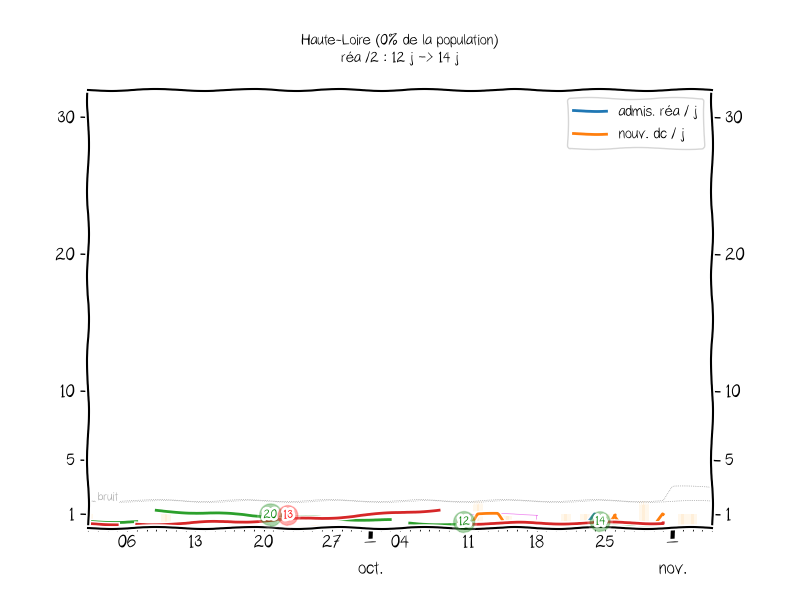 Haute-Loire (0% de la population)
réa /2 : 12 j -> 14 j
admis. réa / j
nouv. dc / j
30 30
20 20
10 10
5 5
bruit
1 20 13 12 14 1
06 13 20 27 04 11 18 25
oct. nov.